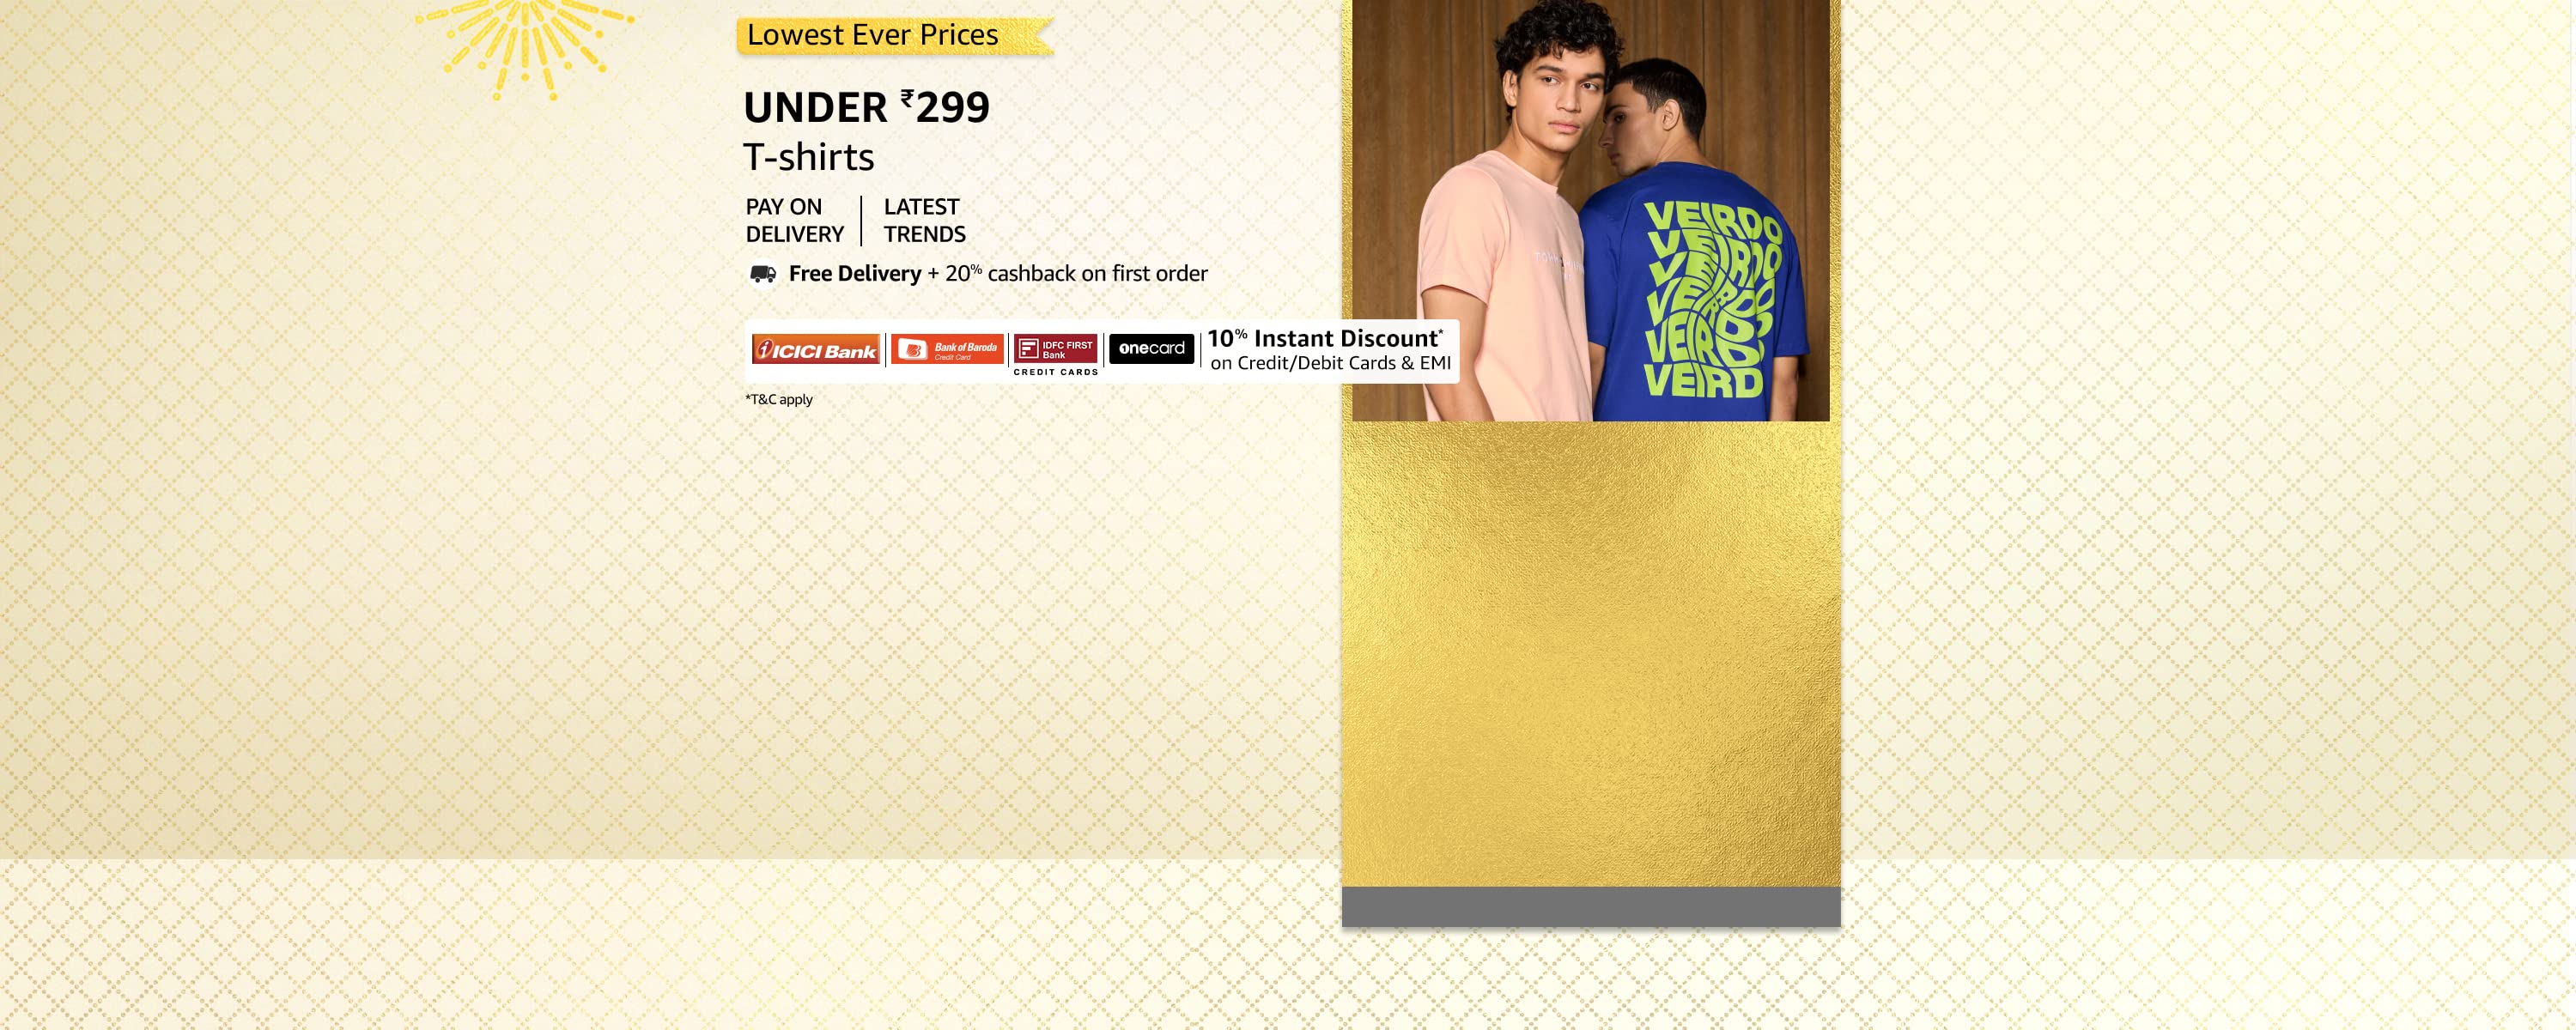 Lowest Ever Prices
UNDER ₹299
T-shirts
PAY ON
DELIVERY
LATEST
TRENDS
Free Delivery + 20% cashback on first order
ICICI Bank
Bank of Baroda
Credit Card
IDFC FIRST
Bank
CREDIT CARDS
onecard
10% Instant Discount*
on Credit/Debit Cards & EMI
*T&C apply
VEIRDO
VEIRDO
VEIRDO
VEIRDO
VEIRD
VEIRD